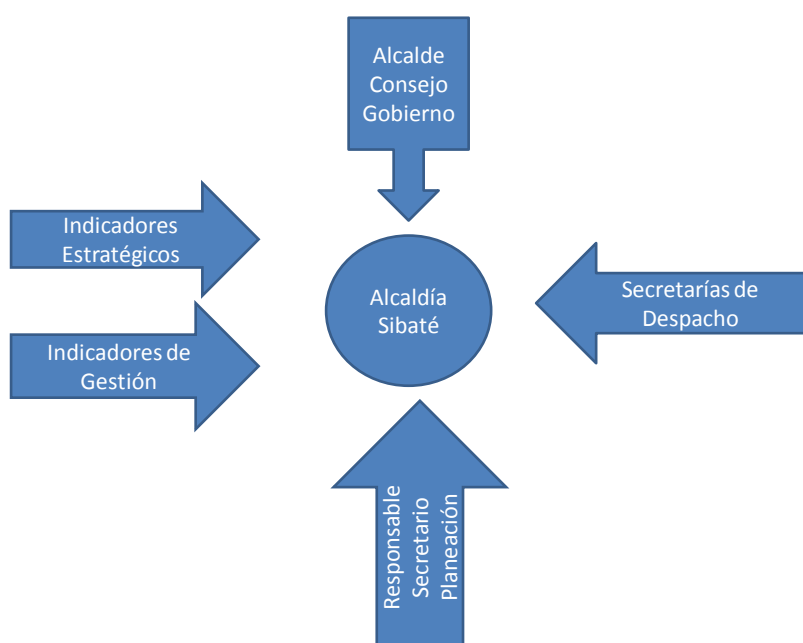 Alcalde
Consejo
Gobierno
Indicadores
Estratégicos
Alcaldía
Sibaté
Secretarías de
Despacho
Indicadores de
Gestión
Responsable
Secretario
Planeación